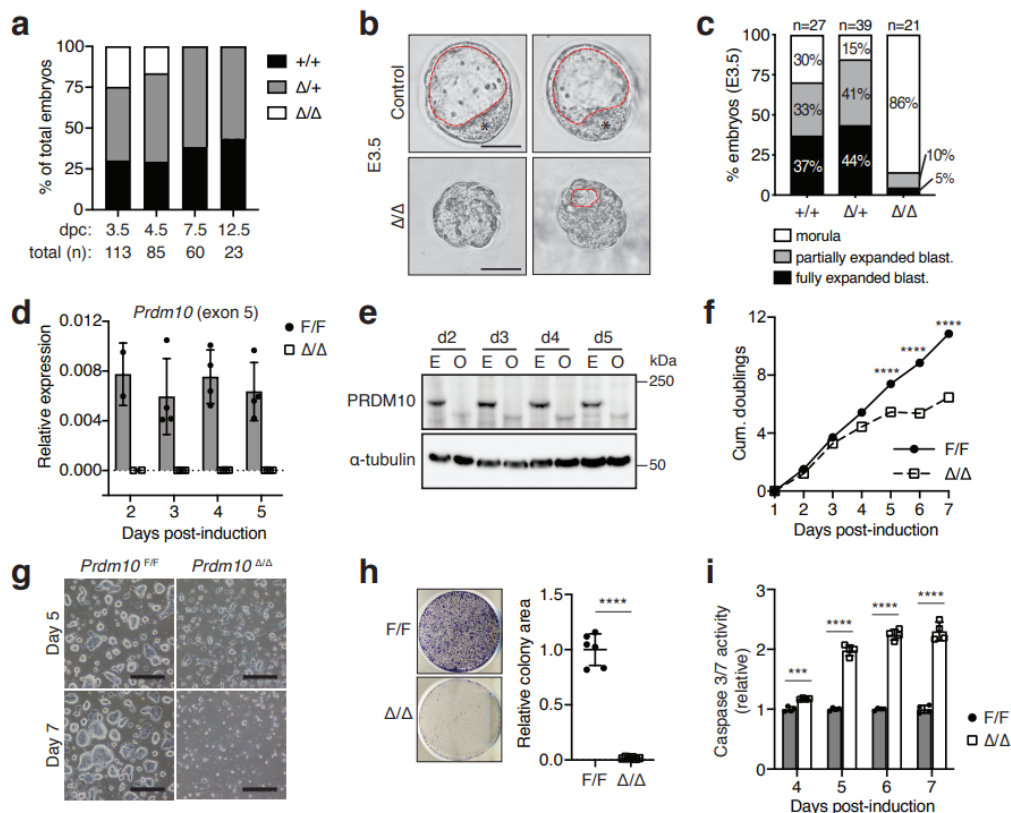 a
% of total embryos
100
75
50
25
0
+/+
Δ/+
Δ/Δ
dpc: 3.5 4.5 7.5 12.5
total (n): 113 85 60 23
b
E3.5
Control
Δ/Δ
*
*
c
% embryos (E3.5)
n=27 n=39 n=21
100
75
50
25
0
30%
33%
37%
15%
41%
44%
86%
10%
5%
+/+ Δ/+ Δ/Δ
morula
partially expanded blast.
fully expanded blast.
d
Prdm10 (exon 5)
Relative expression
0.012
0.008
0.004
0.000
F/F
Δ/Δ
2 3 4 5
Days post-induction
e
d2 d3 d4 d5
E O E O E O E O
kDa
PRDM10
250
α-tubulin
50
f
Cum. doublings
12
8
4
0
****
****
****
F/F
Δ/Δ
1 2 3 4 5 6 7
Days post-induction
g
Prdm10 F/F Prdm10 Δ/Δ
Day 5
Day 7
h
F/F
Δ/Δ
Relative colony area
1.5
1.0
0.5
0.0
****
F/F Δ/Δ
i
Caspase 3/7 activity
(relative)
3
2
1
0
***
****
****
****
F/F
Δ/Δ
4 5 6 7
Days post-induction